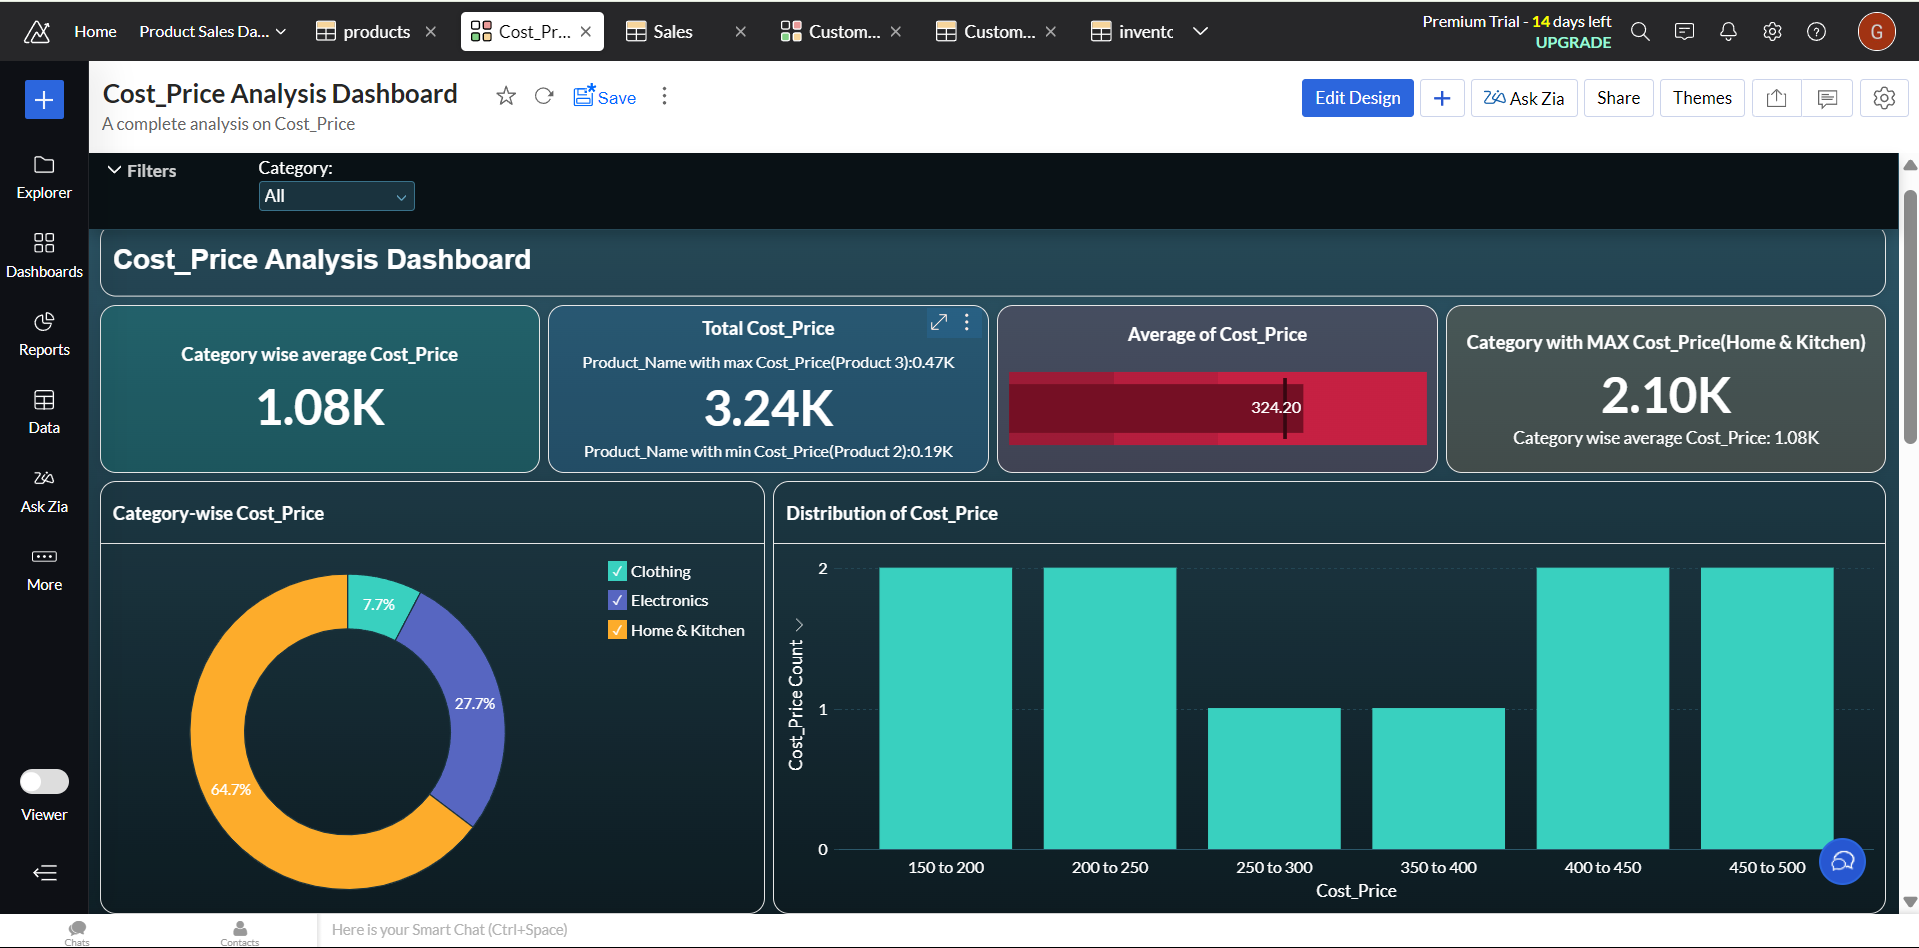 Home
Product Sales Da...
products
Cost_Pr...
Sales
Custom...
Custom...
invento
Premium Trial - 14 days left
UPGRADE
G
Cost_Price Analysis Dashboard
Save
A complete analysis on Cost_Price
Edit Design
Ask Zia
Share
Themes
Explorer
Dashboards
Reports
Data
Ask Zia
More
Viewer
Filters
Category:
All
Cost_Price Analysis Dashboard
Category wise average Cost_Price
1.08K
Total Cost_Price
Product_Name with max Cost_Price(Product 3):0.47K
3.24K
Product_Name with min Cost_Price(Product 2):0.19K
Average of Cost_Price
324.20
Category with MAX Cost_Price(Home & Kitchen)
2.10K
Category wise average Cost_Price: 1.08K
Category-wise Cost_Price
Clothing
Electronics
Home & Kitchen
7.7%
27.7%
64.7%
Distribution of Cost_Price
Cost_Price Count
2
1
0
150 to 200
200 to 250
250 to 300
350 to 400
400 to 450
450 to 500
Cost_Price
Chats
Contacts
Here is your Smart Chat (Ctrl+Space)